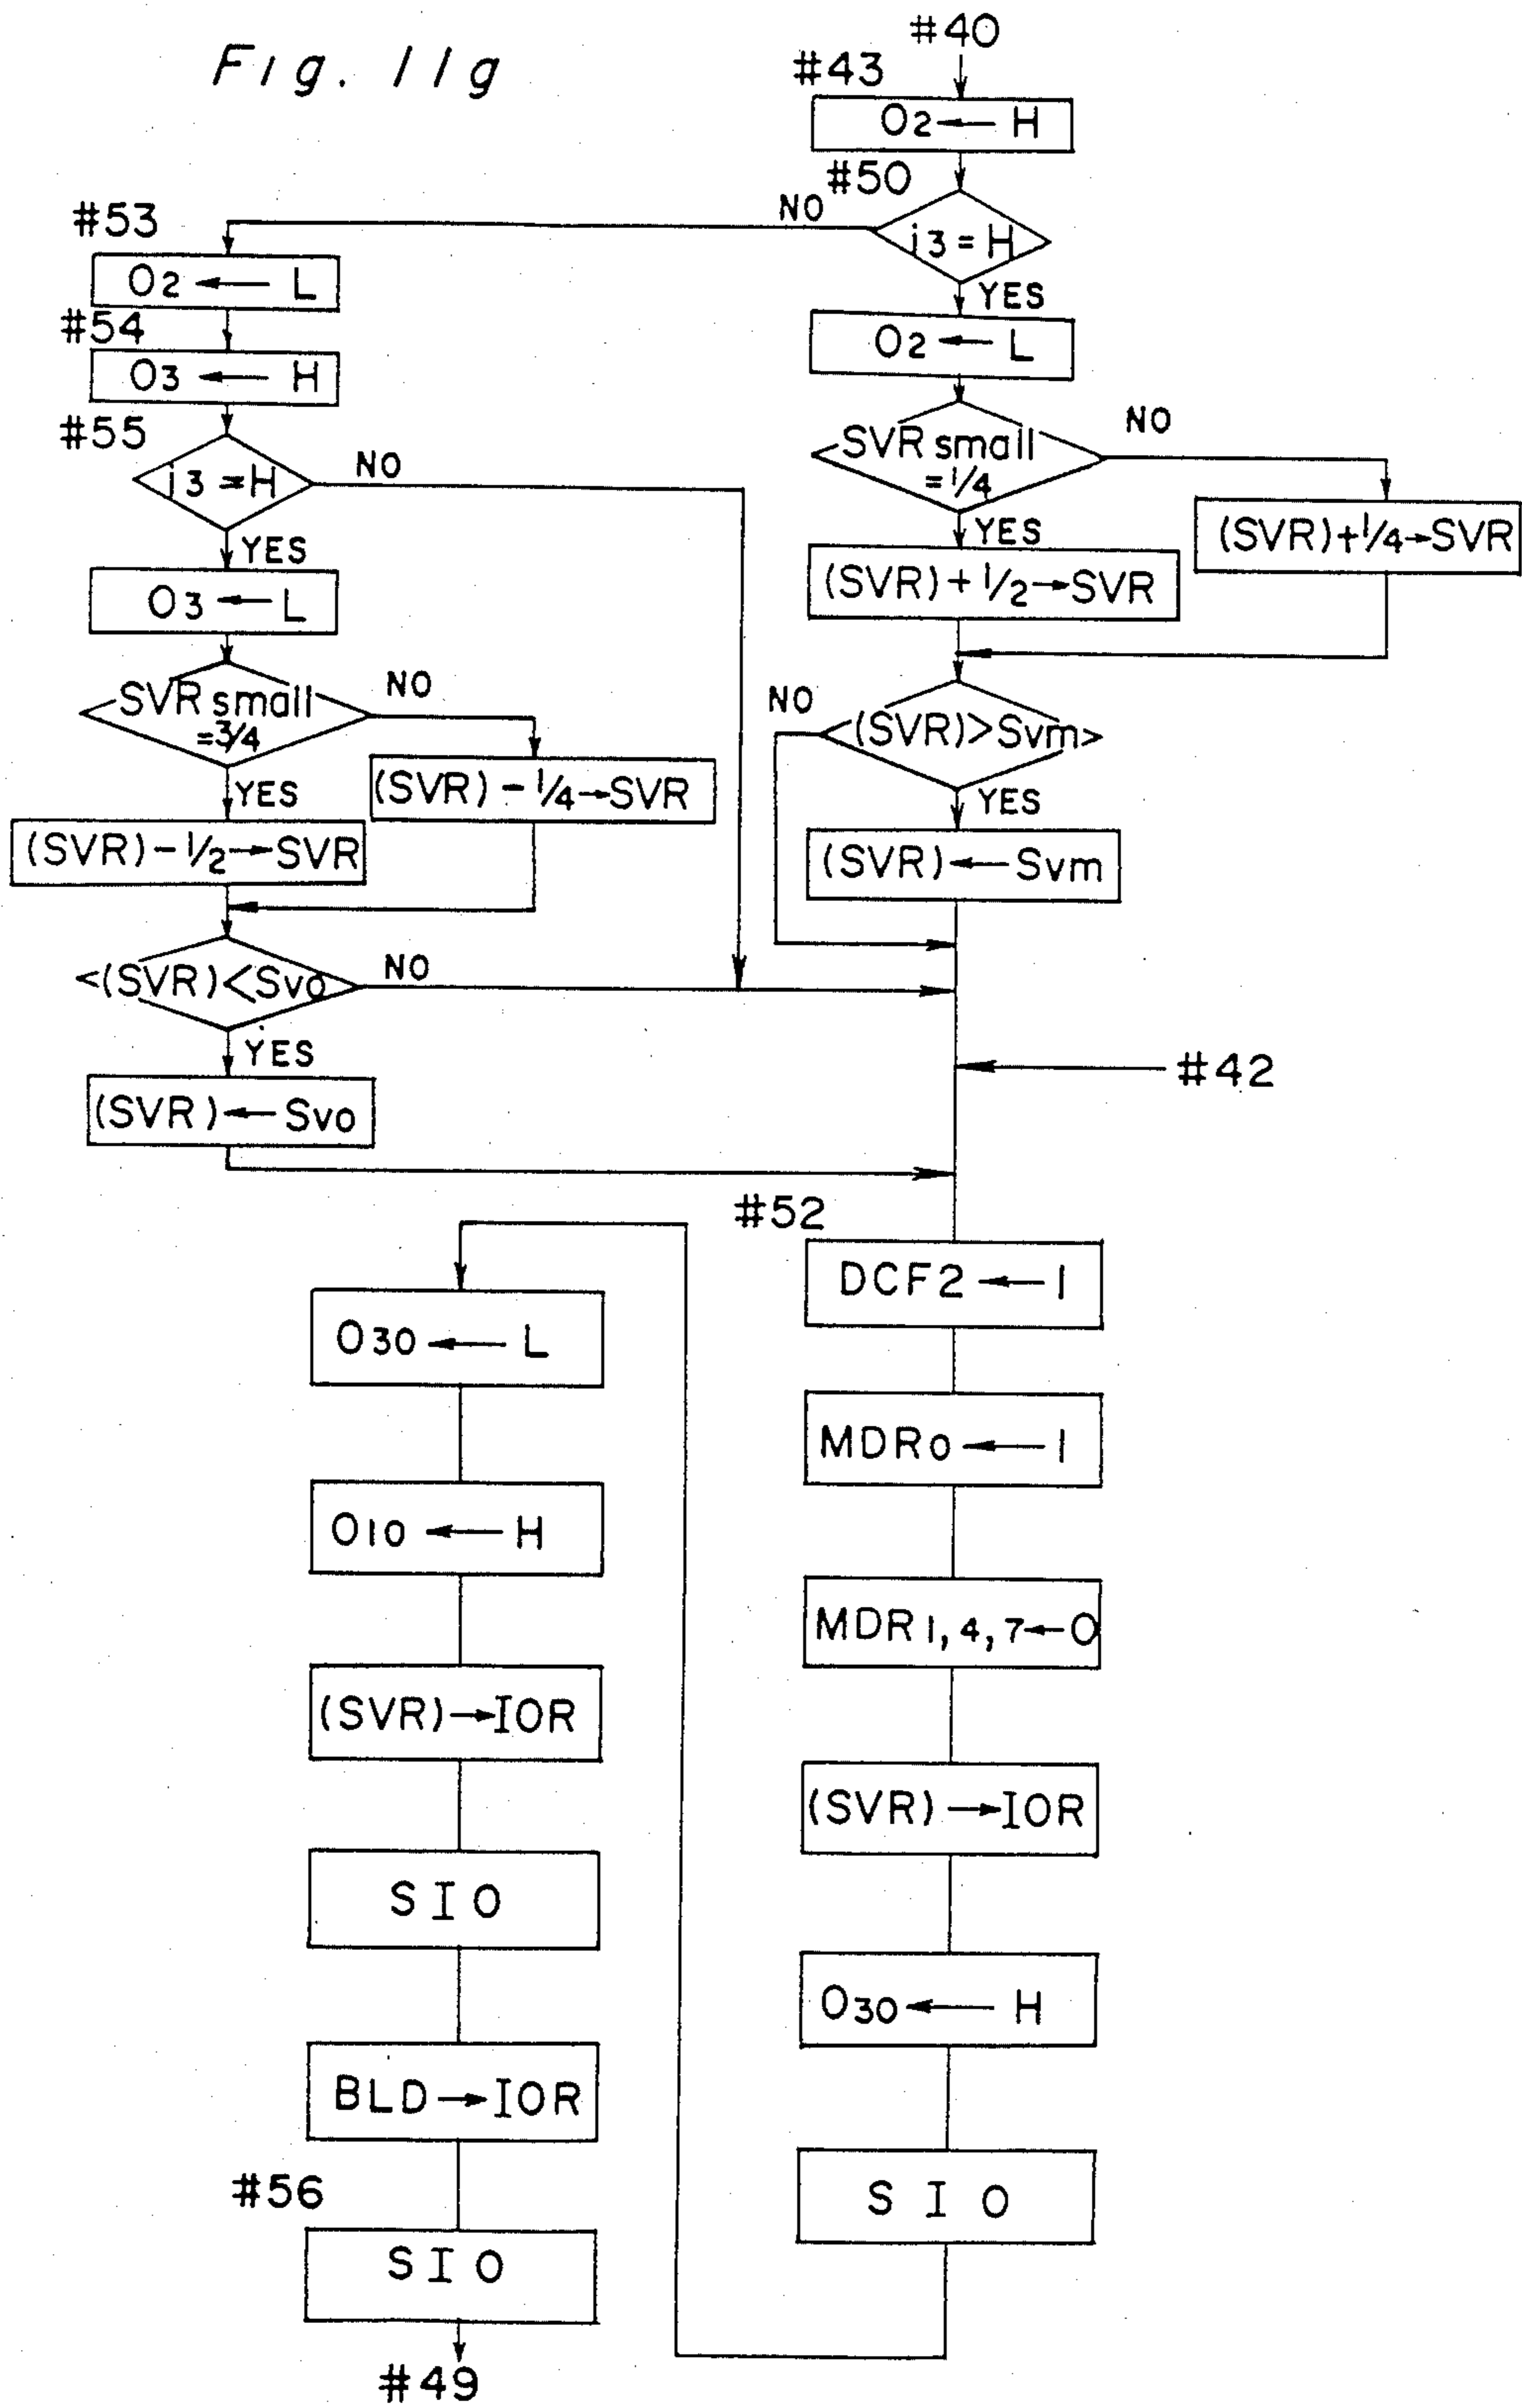 Fig. 11g
#40
#43
O2 ← H
#50
i3 = H
NO
YES
O2 ← L
SVR small
= 1/4
NO
YES
(SVR)+1/4→SVR
(SVR)+1/2→SVR
(SVR)>Svm
NO
YES
(SVR)← Svm
#42
#53
O2 ← L
#54
O3 ← H
#55
i3 = H
NO
YES
O3 ← L
SVR small
=3/4
NO
YES
(SVR)-1/4→SVR
(SVR)-1/2→SVR
(SVR)<Svo
NO
YES
(SVR)← Svo
#52
DCF2 ← 1
MDR0 ← 1
MDR1,4,7←0
(SVR)→IOR
O30 ← H
SIO
O30 ← L
O10 ← H
(SVR)→IOR
SIO
BLD→IOR
#56
SIO
#49